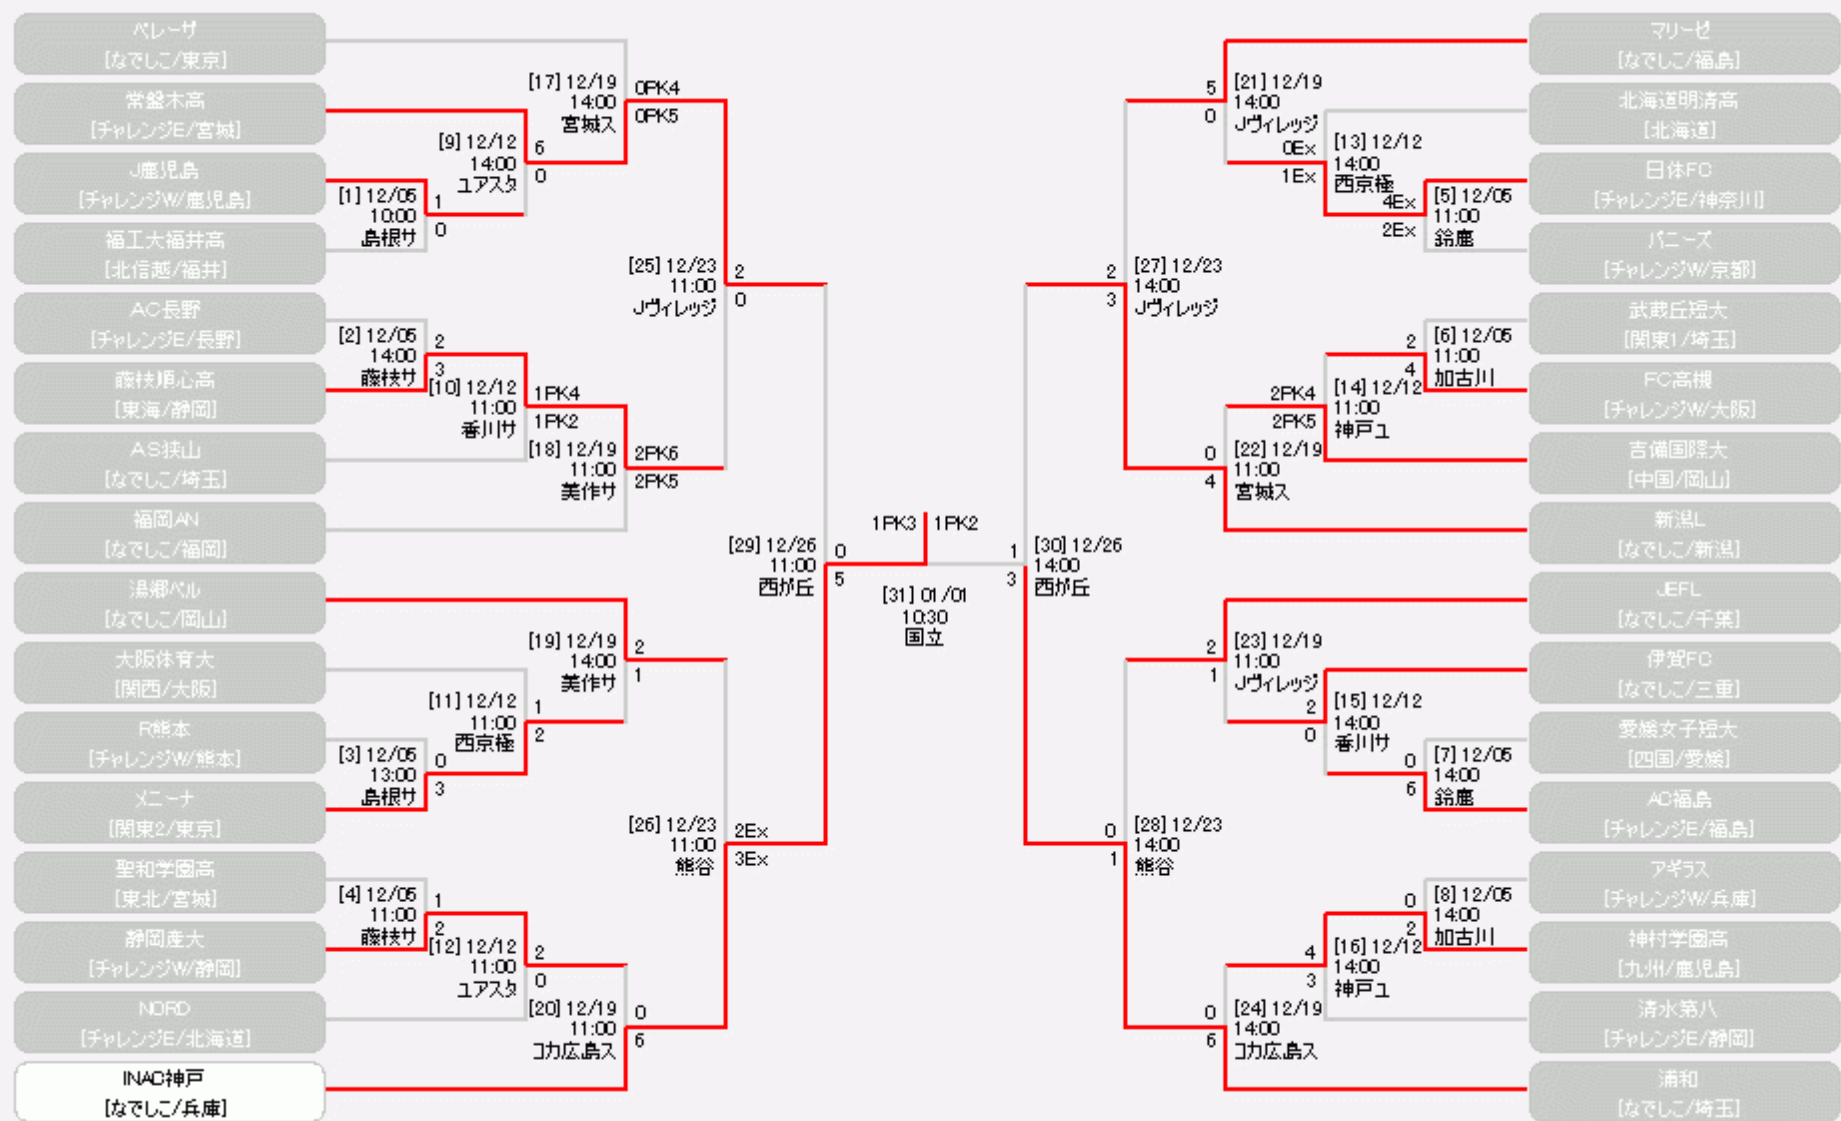 ベレーザ
[なでしこ/東京]
常盤木高
[チャレンジE/宮城]
J鹿児島
[チャレンジW/鹿児島]
福工大福井高
[北信越/福井]
AC長野
[チャレンジE/長野]
藤枝順心高
[東海/静岡]
AS狭山
[なでしこ/埼玉]
福岡AN
[なでしこ/福岡]
湯郷ベル
[なでしこ/岡山]
大阪体育大
[関西/大阪]
R熊本
[チャレンジW/熊本]
メニーナ
[関東2/東京]
聖和学園高
[東北/宮城]
静岡産大
[チャレンジW/静岡]
NORD
[チャレンジE/北海道]
INAC神戸
[なでしこ/兵庫]
[1] 12/05
10:00
島根サ
1
0
[2] 12/05
14:00
藤枝サ
2
3
[3] 12/05
13:00
島根サ
0
3
[4] 12/05
11:00
藤枝サ
1
2
[9] 12/12
14:00
ユアスタ
6
0
[10] 12/12
11:00
香川サ
1PK4
1PK2
[11] 12/12
11:00
西京極
1
2
[12] 12/12
11:00
ユアスタ
2
0
[17] 12/19
14:00
宮城ス
0PK4
0PK5
[18] 12/19
11:00
美作サ
2PK6
2PK5
[19] 12/19
14:00
美作サ
2
1
[20] 12/19
11:00
コカ広島ス
0
6
[25] 12/23
11:00
Jヴィレッジ
2
0
[26] 12/23
11:00
熊谷
2Ex
3Ex
[29] 12/26
11:00
西が丘
0
5
1PK3
1PK2
[31] 01/01
10:30
国立
1
3
[30] 12/26
14:00
西が丘
2
3
[27] 12/23
14:00
Jヴィレッジ
0
1
[28] 12/23
14:00
熊谷
5
0
[21] 12/19
14:00
Jヴィレッジ
0
4
[22] 12/19
11:00
宮城ス
2
1
[23] 12/19
11:00
Jヴィレッジ
0
6
[24] 12/19
14:00
コカ広島ス
0Ex
1Ex
[13] 12/12
14:00
西京極
2PK4
2PK5
[14] 12/12
11:00
神戸ユ
2
0
[15] 12/12
14:00
香川サ
4
3
[16] 12/12
14:00
神戸ユ
4Ex
2Ex
[5] 12/05
11:00
鈴鹿
2
4
[6] 12/05
11:00
加古川
0
6
[7] 12/05
14:00
鈴鹿
0
2
[8] 12/05
14:00
加古川
マリーゼ
[なでしこ/福島]
北海道明清高
[北海道]
日体FC
[チャレンジE/神奈川]
バニーズ
[チャレンジW/京都]
武蔵丘短大
[関東1/埼玉]
FC高槻
[チャレンジW/大阪]
吉備国際大
[中国/岡山]
新潟L
[なでしこ/新潟]
JEFL
[なでしこ/千葉]
伊賀FC
[なでしこ/三重]
愛媛女子短大
[四国/愛媛]
AC福島
[チャレンジE/福島]
アギラス
[チャレンジW/兵庫]
神村学園高
[九州/鹿児島]
清水第八
[チャレンジE/静岡]
浦和
[なでしこ/埼玉]